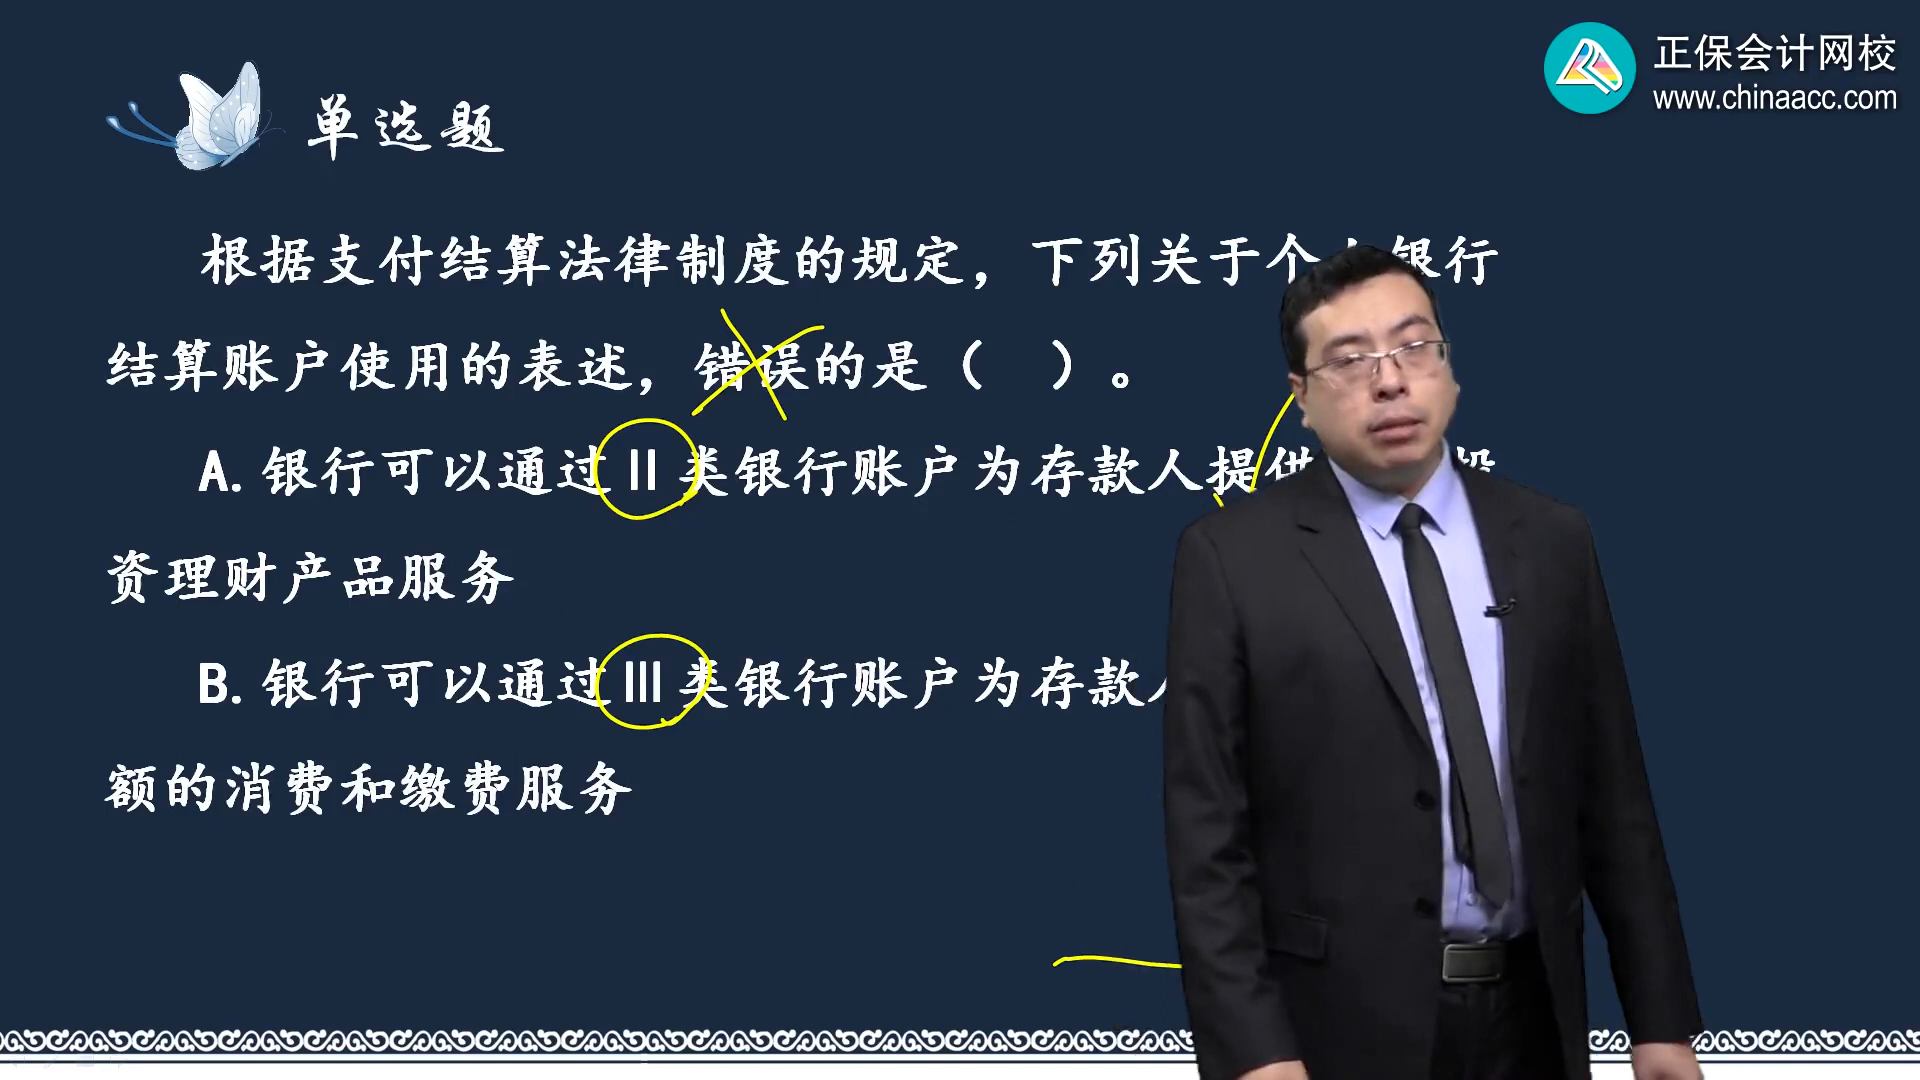 正保会计网校
www.chinaacc.com
单选题
根据支付结算法律制度的规定，下列关于个 银行
结算账户使用的表述，错误的是（ ）。
A. 银行可以通过Ⅱ类银行账户为存款人提供 投
资理财产品服务
B. 银行可以通过Ⅲ类银行账户为存款人
额的消费和缴费服务